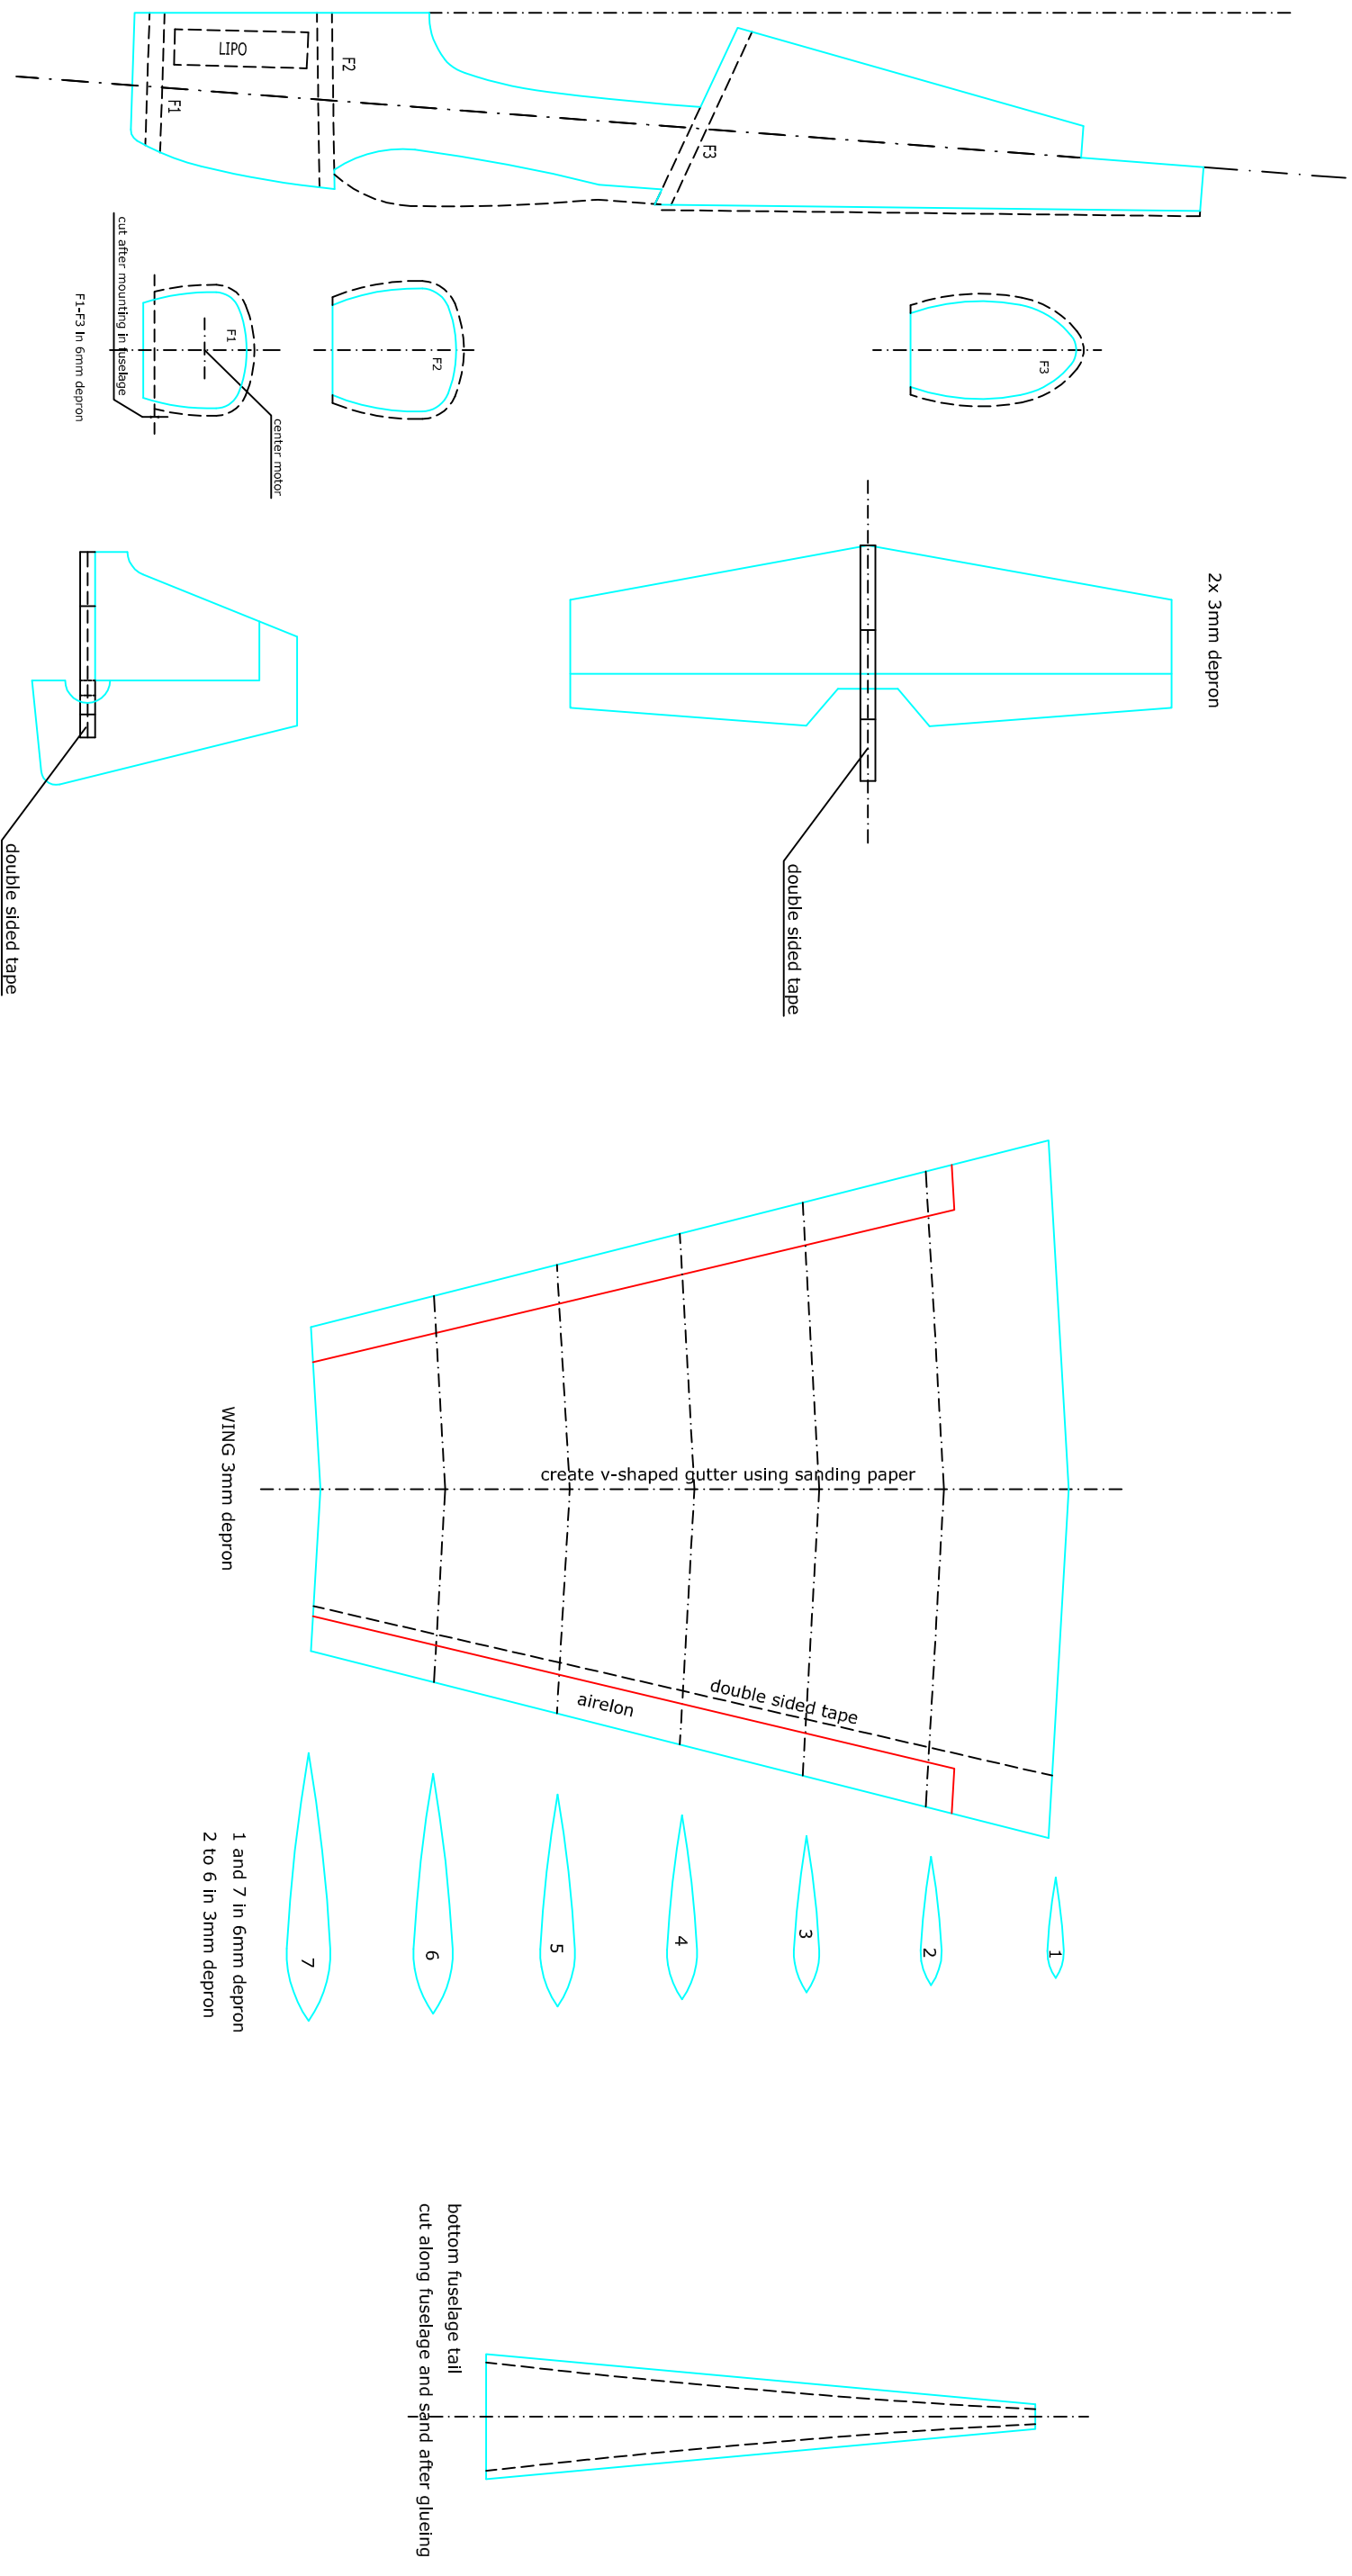 LIPO
F2
F1
F3
cut after mounting in fuselage
F1-F3 In 6mm depron
F1
F2
F3
center motor
2x 3mm depron
double sided tape
double sided tape
create v-shaped gutter using sanding paper
WING 3mm depron
double sided tape
airelon
1
2
3
4
5
6
7
1 and 7 in 6mm depron
2 to 6 in 3mm depron
bottom fuselage tail
cut along fuselage and sand after glueing